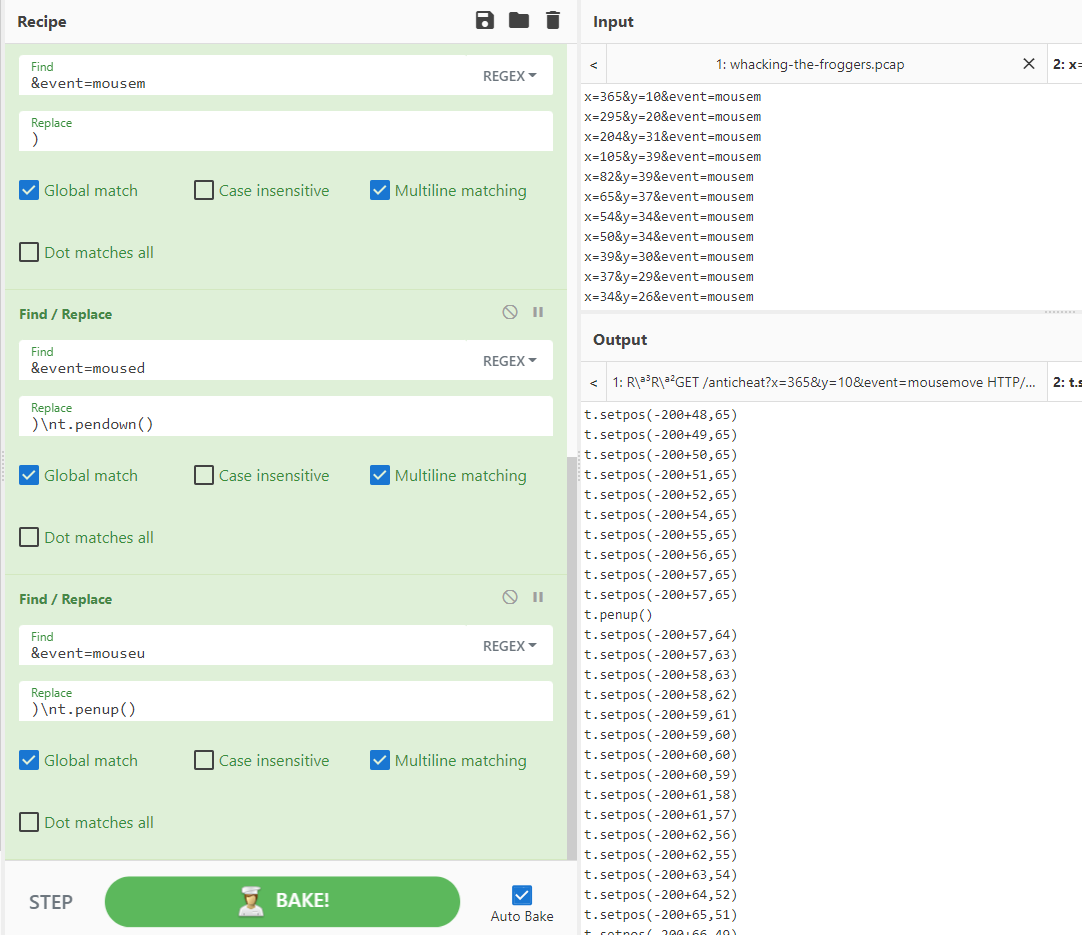 Recipe
Find
&event=mousem
REGEX
Replace
)
Global match
Case insensitive
Multiline matching
Dot matches all
Find / Replace
Find
&event=moused
REGEX
Replace
)\nt.pendown()
Global match
Case insensitive
Multiline matching
Dot matches all
Find / Replace
Find
&event=mouseu
REGEX
Replace
)\nt.penup()
Global match
Case insensitive
Multiline matching
Dot matches all
STEP
BAKE!
Auto Bake
Input
< 1: whacking-the-froggers.pcap × 2: x=
x=365&y=10&event=mousem
x=295&y=20&event=mousem
x=204&y=31&event=mousem
x=105&y=39&event=mousem
x=82&y=39&event=mousem
x=65&y=37&event=mousem
x=54&y=34&event=mousem
x=50&y=34&event=mousem
x=39&y=30&event=mousem
x=37&y=29&event=mousem
x=34&y=26&event=mousem
Output
< 1: R\ª³R\ª²GET /anticheat?x=365&y=10&event=mousemove HTTP/... 2: t.s
t.setpos(-200+48,65)
t.setpos(-200+49,65)
t.setpos(-200+50,65)
t.setpos(-200+51,65)
t.setpos(-200+52,65)
t.setpos(-200+54,65)
t.setpos(-200+55,65)
t.setpos(-200+56,65)
t.setpos(-200+57,65)
t.setpos(-200+57,65)
t.penup()
t.setpos(-200+57,64)
t.setpos(-200+57,63)
t.setpos(-200+58,63)
t.setpos(-200+58,62)
t.setpos(-200+59,61)
t.setpos(-200+59,60)
t.setpos(-200+60,60)
t.setpos(-200+60,59)
t.setpos(-200+61,58)
t.setpos(-200+61,57)
t.setpos(-200+62,56)
t.setpos(-200+62,55)
t.setpos(-200+63,54)
t.setpos(-200+64,52)
t.setpos(-200+65,51)
t.setpos(-200+66,49)